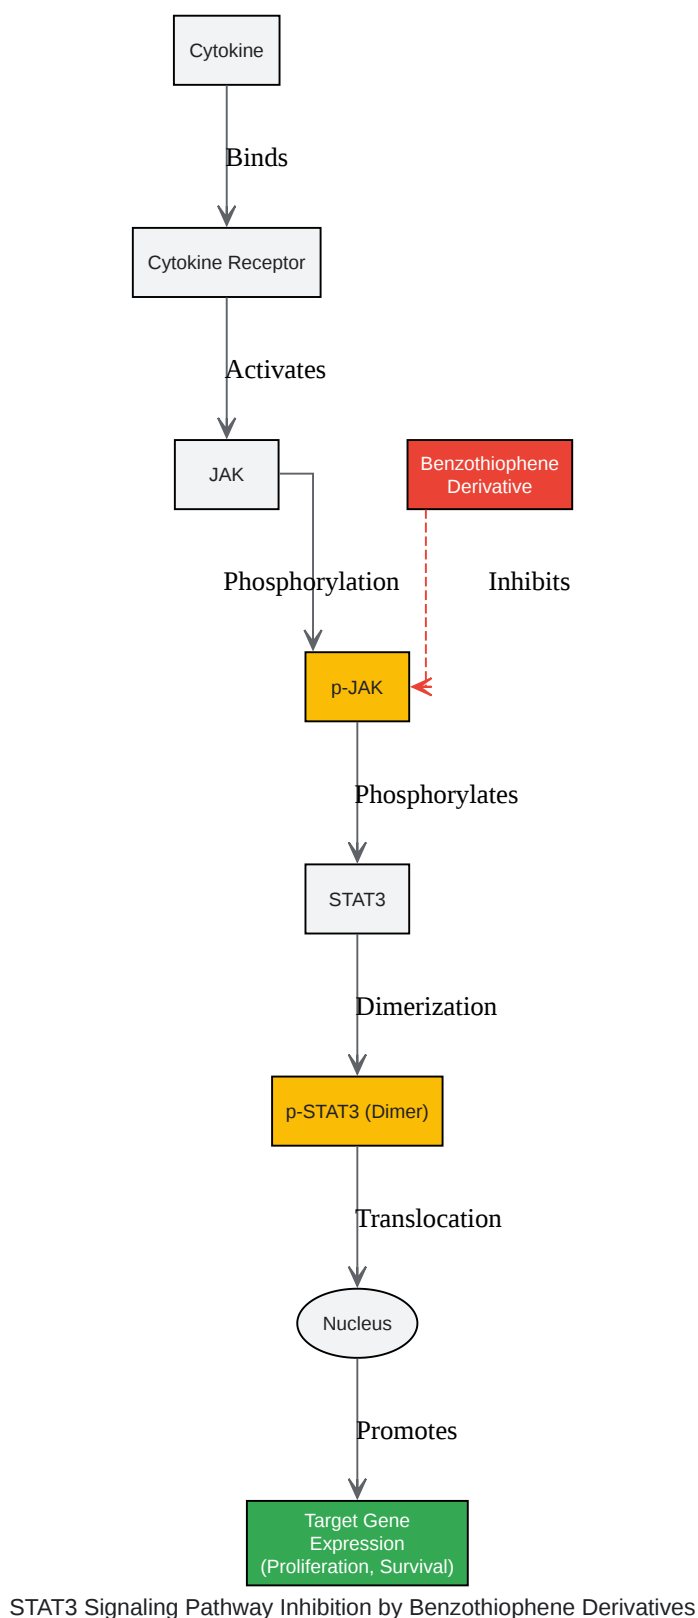 Cytokine
Binds
Cytokine Receptor
Activates
JAK
Benzothiophene
Derivative
Phosphorylation
Inhibits
p-JAK
Phosphorylates
STAT3
Dimerization
p-STAT3 (Dimer)
Translocation
Nucleus
Promotes
Target Gene
Expression
(Proliferation, Survival)
STAT3 Signaling Pathway Inhibition by Benzothiophene Derivatives